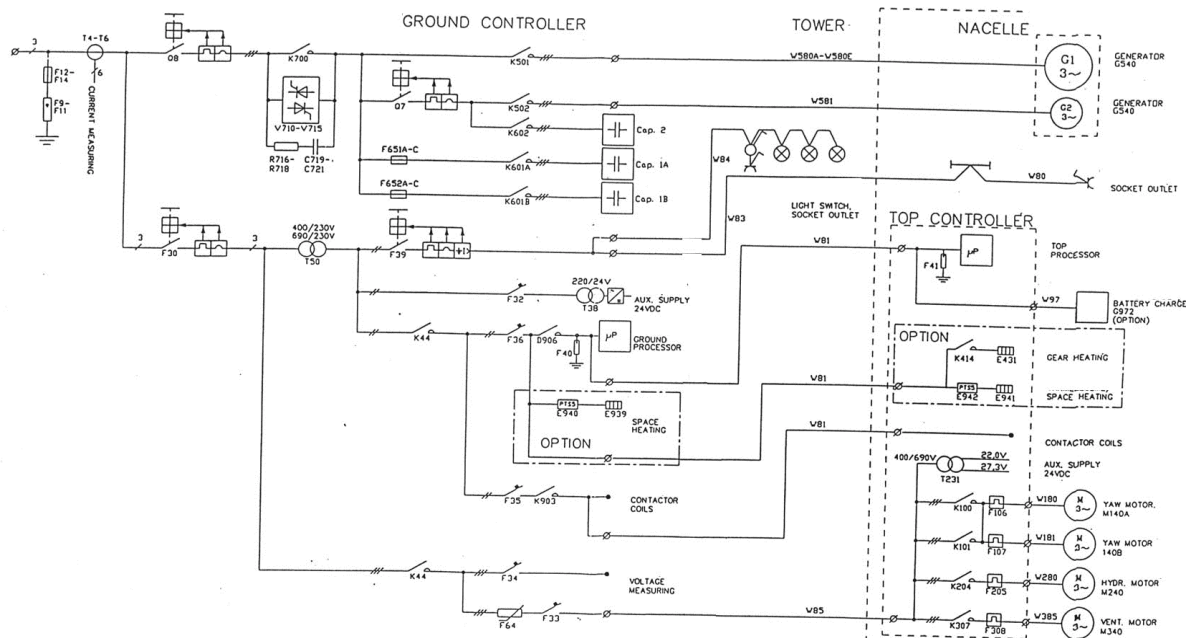 GROUND CONTROLLER
TOWER
NACELLE
3
T4-T6
6
CURRENT MEASURING
F12-
F14
F9-
F11
Q8
K700
V710-V715
R716-
R718
C719-
C721
K501
W580A-W580E
G1
3~
GENERATOR
G540
Q7
K502
W581
G2
3~
GENERATOR
G540
K602
Cap. 2
F651A-C
K601A
Cap. 1A
F652A-C
K601B
Cap. 1B
W84
W83
LIGHT SWITCH,
SOCKET OUTLET
W80
SOCKET OUTLET
3
F30
3
400/230V
690/230V
T50
F39
TOP CONTROLLER
W81
F41
µP
TOP
PROCESSOR
W97
BATTERY CHARGE
G972
(OPTION)
F32
220/24V
T38
AUX. SUPPLY
24VDC
K44
F36
D906
F40
µP
GROUND
PROCESSOR
OPTION
K414
E431
GEAR HEATING
W81
PTSS
E942
E941
SPACE HEATING
PTSS
E940
E939
SPACE
HEATING
OPTION
W81
CONTACTOR COILS
400/690V
T231
22.0V
27.3V
AUX. SUPPLY
24VDC
F35
K903
CONTACTOR
COILS
K100
F106
W180
M
3~
YAW MOTOR.
M140A
K101
F107
W181
M
3~
YAW MOTOR
140B
K44
F34
VOLTAGE
MEASURING
K204
F205
W280
M
3~
HYDR. MOTOR
M240
F64
F33
W85
K307
F308
W385
M
3~
VENT. MOTOR
M340